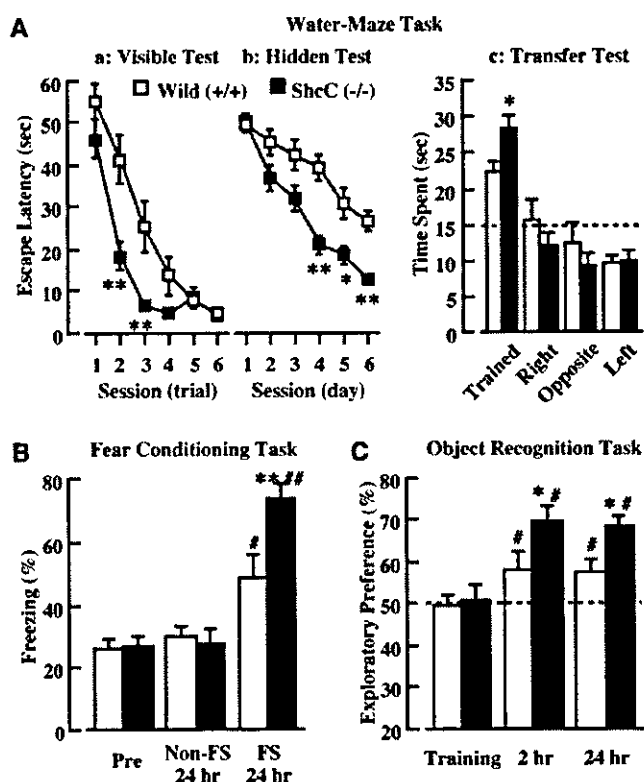 Water-Maze Task
A
a: Visible Test
b: Hidden Test
c: Transfer Test
Wild (+/+)
ShcC (-/-)
Escape Latency (sec)
60
50
40
30
20
10
0
**
**
**
*
**
1 2 3 4 5 6
1 2 3 4 5 6
Session (trial)
Session (day)
Time Spent (sec)
35
30
25
20
15
10
5
0
*
Trained
Right
Opposite
Left
B
Fear Conditioning Task
Freezing (%)
80
60
40
20
0
#
**,##
Pre
Non-FS
24 hr
FS
24 hr
C
Object Recognition Task
Exploratory Preference (%)
80
70
60
50
40
30
20
#
*#
#
*#
Training
2 hr
24 hr